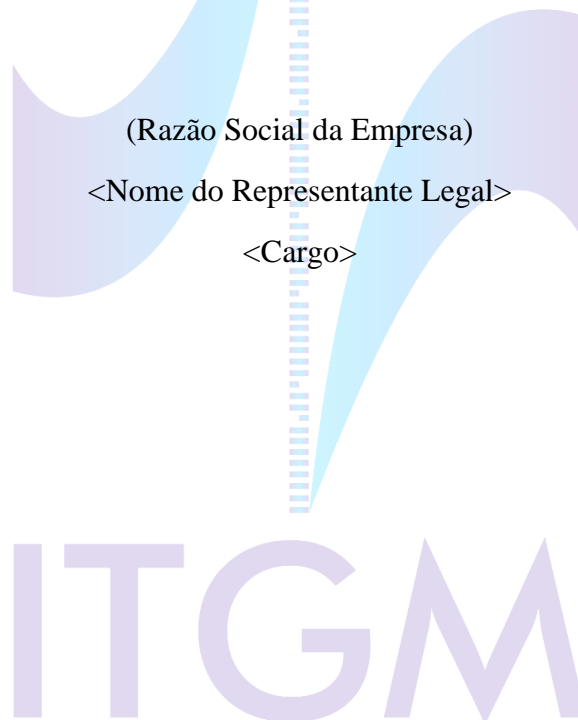 (Razão Social da Empresa)
<Nome do Representante Legal>
<Cargo>
ITGM